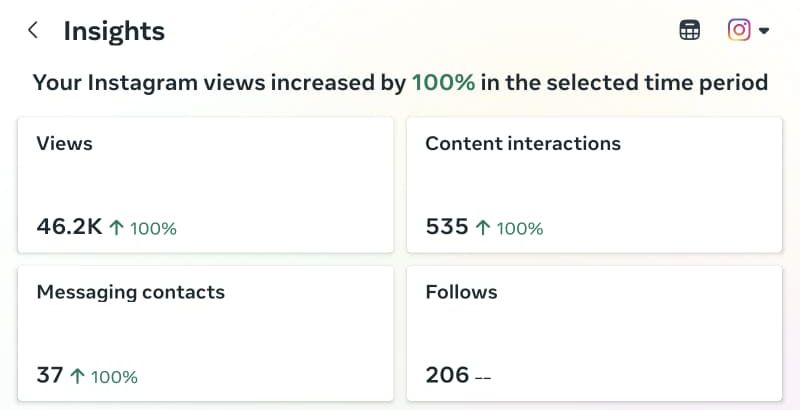 Insights
Your Instagram views increased by 100% in the selected time period
Views
Content interactions
46.2K ↑ 100%
535 ↑ 100%
Messaging contacts
Follows
37 ↑ 100%
206 --